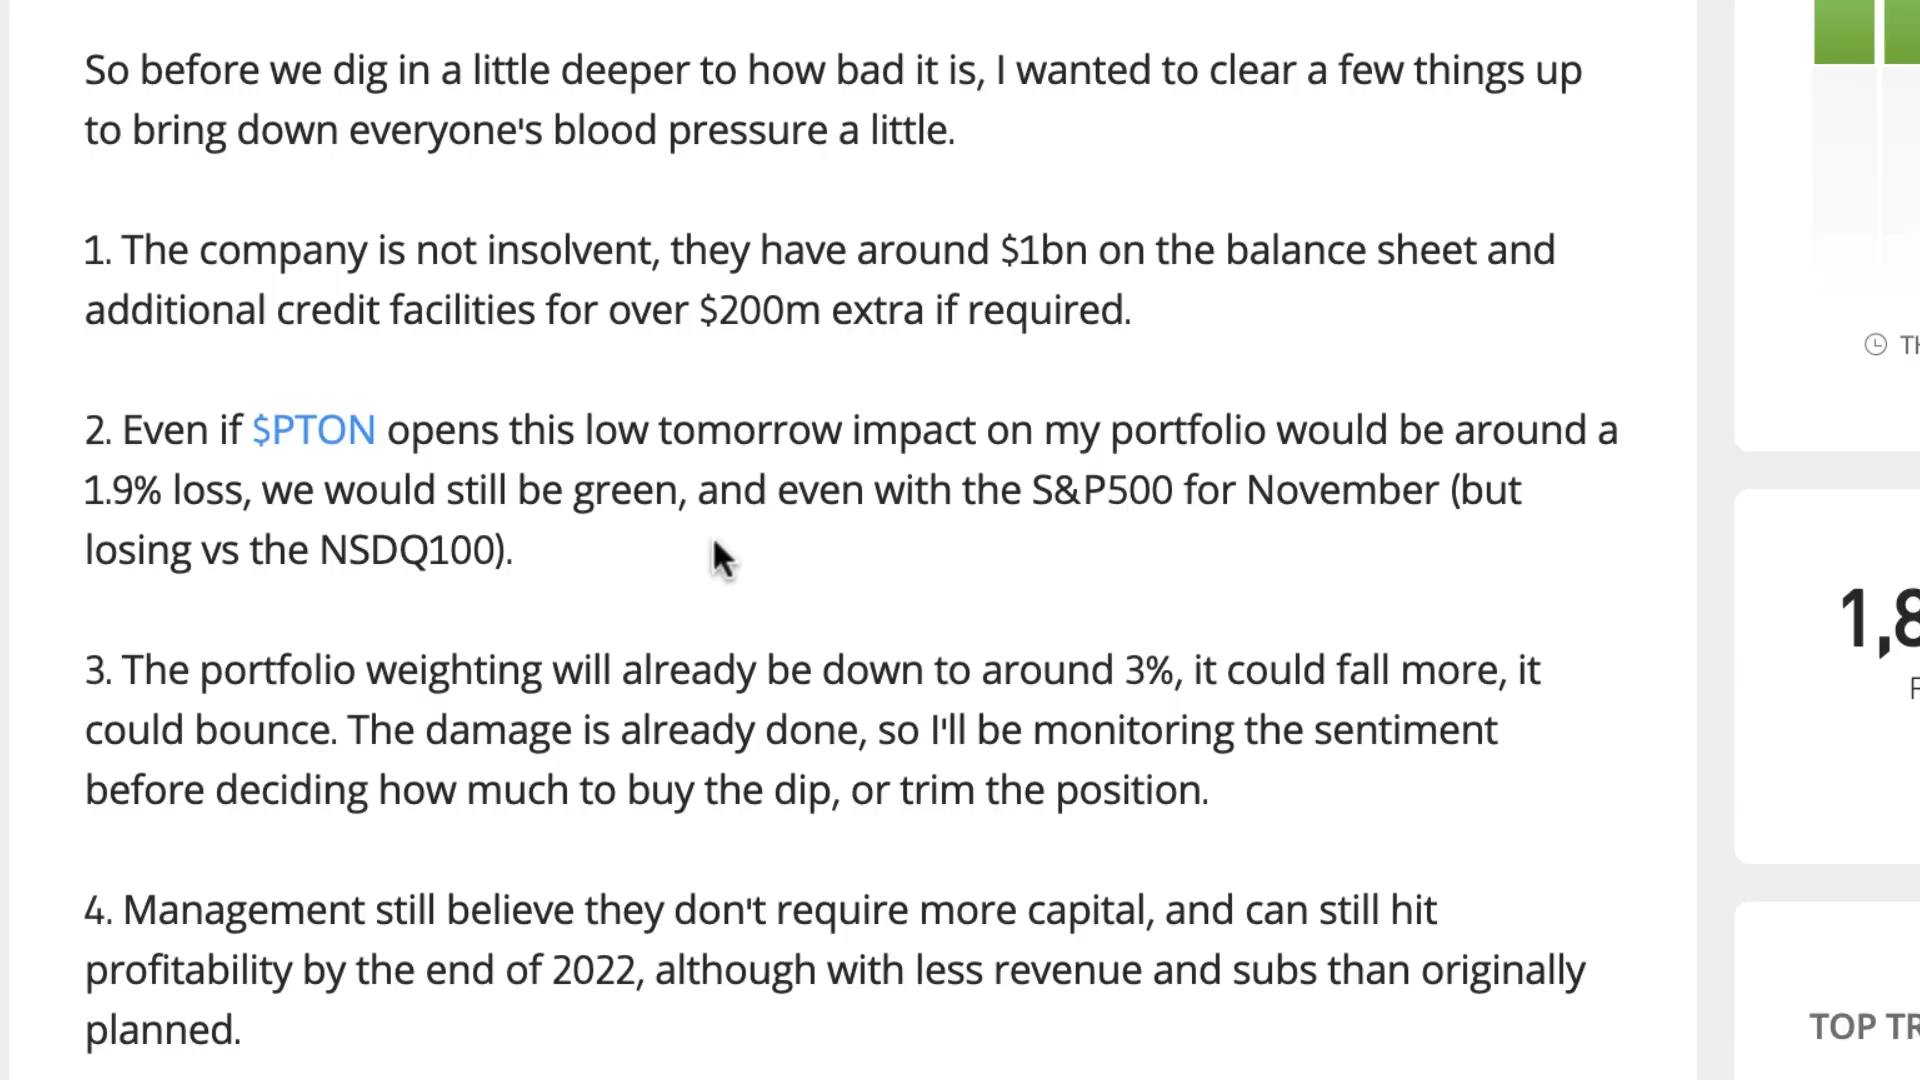 So before we dig in a little deeper to how bad it is, I wanted to clear a few things up
to bring down everyone's blood pressure a little.
1. The company is not insolvent, they have around $1bn on the balance sheet and
additional credit facilities for over $200m extra if required.
2. Even if $PTON opens this low tomorrow impact on my portfolio would be around a
1.9% loss, we would still be green, and even with the S&P500 for November (but
losing vs the NSDQ100).
3. The portfolio weighting will already be down to around 3%, it could fall more, it
could bounce. The damage is already done, so I'll be monitoring the sentiment
before deciding how much to buy the dip, or trim the position.
4. Management still believe they don't require more capital, and can still hit
profitability by the end of 2022, although with less revenue and subs than originally
planned.
1,8
TOP TR